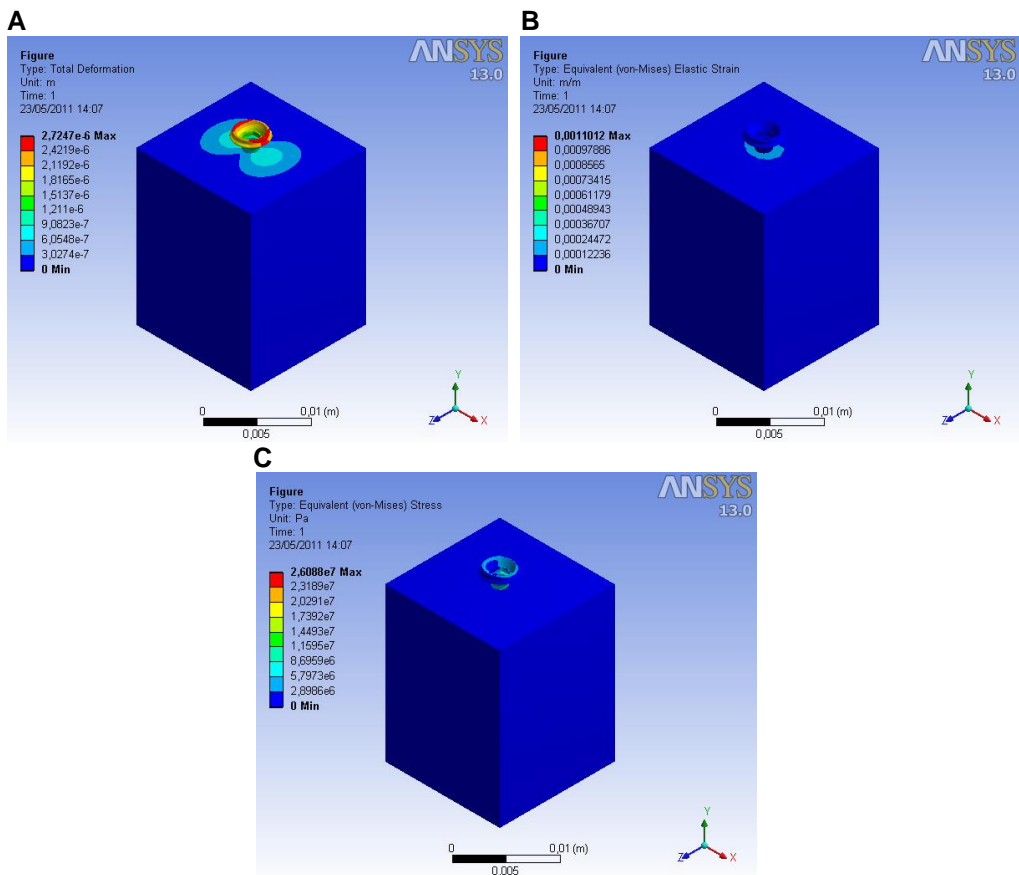 A
ANSYS
13.0
Figure
Type: Total Deformation
Unit: m
Time: 1
23/05/2011 14:07
2,7247e-6 Max
2,4219e-6
2,1192e-6
1,8165e-6
1,5137e-6
1,211e-6
9,0823e-7
6,0548e-7
3,0274e-7
0 Min
0
0,01 (m)
0,005
Y
Z
X
B
ANSYS
13.0
Figure
Type: Equivalent (von-Mises) Elastic Strain
Unit: m/m
Time: 1
23/05/2011 14:07
0,0011012 Max
0,00097886
0,0008565
0,00073415
0,00061179
0,00048943
0,00036707
0,00024472
0,00012236
0 Min
0
0,01 (m)
0,005
Y
Z
X
C
ANSYS
13.0
Figure
Type: Equivalent (von-Mises) Stress
Unit: Pa
Time: 1
23/05/2011 14:07
2,6088e7 Max
2,3189e7
2,0291e7
1,7392e7
1,4493e7
1,1595e7
8,6959e6
5,7973e6
2,8986e6
0 Min
0
0,01 (m)
0,005
Y
Z
X